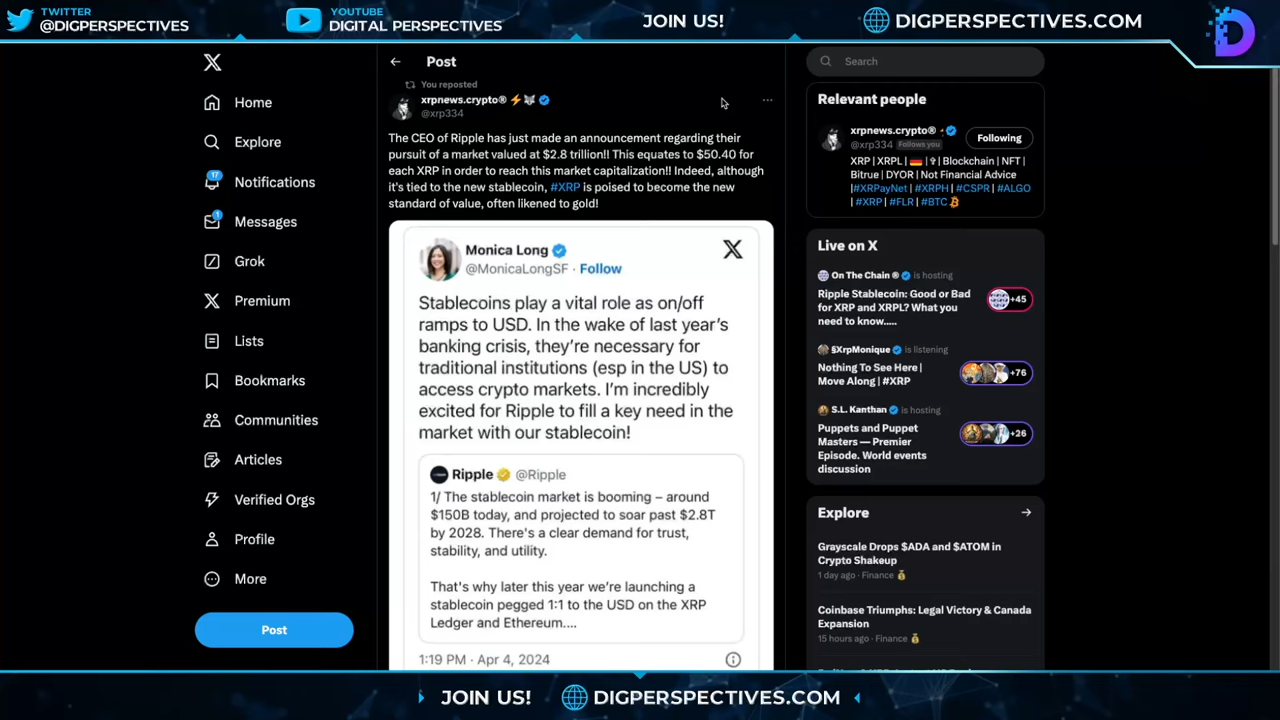 TWITTER
@DIGPERSPECTIVES
YOUTUBE
DIGITAL PERSPECTIVES
JOIN US!
DIGPERSPECTIVES.COM
Home
Explore
17
Notifications
1
Messages
Grok
Premium
Lists
Bookmarks
Communities
Articles
Verified Orgs
Profile
More
Post
Post
You reposted
xrpnews.crypto®
@xrp334
The CEO of Ripple has just made an announcement regarding their
pursuit of a market valued at $2.8 trillion!! This equates to $50.40 for
each XRP in order to reach this market capitalization!! Indeed, although
it's tied to the new stablecoin, #XRP is poised to become the new
standard of value, often likened to gold!
Monica Long
@MonicaLongSF · Follow
Stablecoins play a vital role as on/off
ramps to USD. In the wake of last year's
banking crisis, they're necessary for
traditional institutions (esp in the US) to
access crypto markets. I'm incredibly
excited for Ripple to fill a key need in the
market with our stablecoin!
Ripple @Ripple
1/ The stablecoin market is booming – around
$150B today, and projected to soar past $2.8T
by 2028. There's a clear demand for trust,
stability, and utility.
That's why later this year we're launching a
stablecoin pegged 1:1 to the USD on the XRP
Ledger and Ethereum....
1:19 PM · Apr 4, 2024
Search
Relevant people
xrpnews.crypto®
@xrp334 Follows you
Following
XRP | XRPL | 🇩🇪 | ✞ | Blockchain | NFT |
Bitrue | DYOR | Not Financial Advice
|#XRPayNet | #XRPH | #CSPR | #ALGO
| #XRP | #FLR | #BTC
Live on X
On The Chain ® is hosting
Ripple Stablecoin: Good or Bad
for XRP and XRPL? What you
need to know.....
+45
§XrpMonique is listening
Nothing To See Here |
Move Along | #XRP
+76
S.L. Kanthan is hosting
Puppets and Puppet
Masters — Premier
Episode. World events
discussion
+26
Explore
Grayscale Drops $ADA and $ATOM in
Crypto Shakeup
1 day ago · Finance 💰
Coinbase Triumphs: Legal Victory & Canada
Expansion
15 hours ago · Finance 💰
JOIN US!
DIGPERSPECTIVES.COM